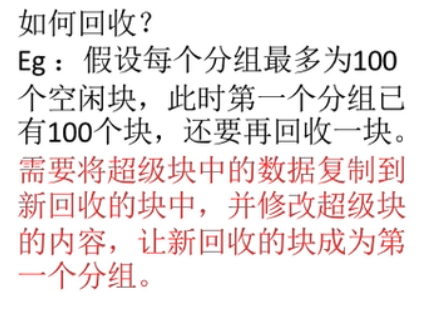 如何回收？
Eg ：假设每个分组最多为100
个空闲块，此时第一个分组已
有100个块，还要再回收一块。
需要将超级块中的数据复制到
新回收的块中，并修改超级块
的内容，让新回收的块成为第
一个分组。